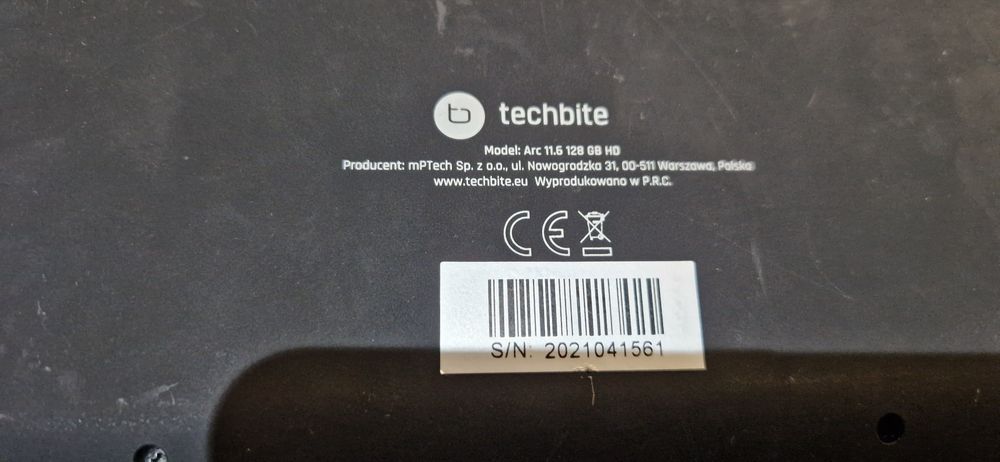 techbite
Model: Arc 11.6 128 GB HD
Producent: mPTech Sp. z o.o., ul. Nowogrodzka 31, 00-511 Warszawa, Polska
www.techbite.eu Wyprodukowano w P.R.C.
CE
S/N: 2021041561